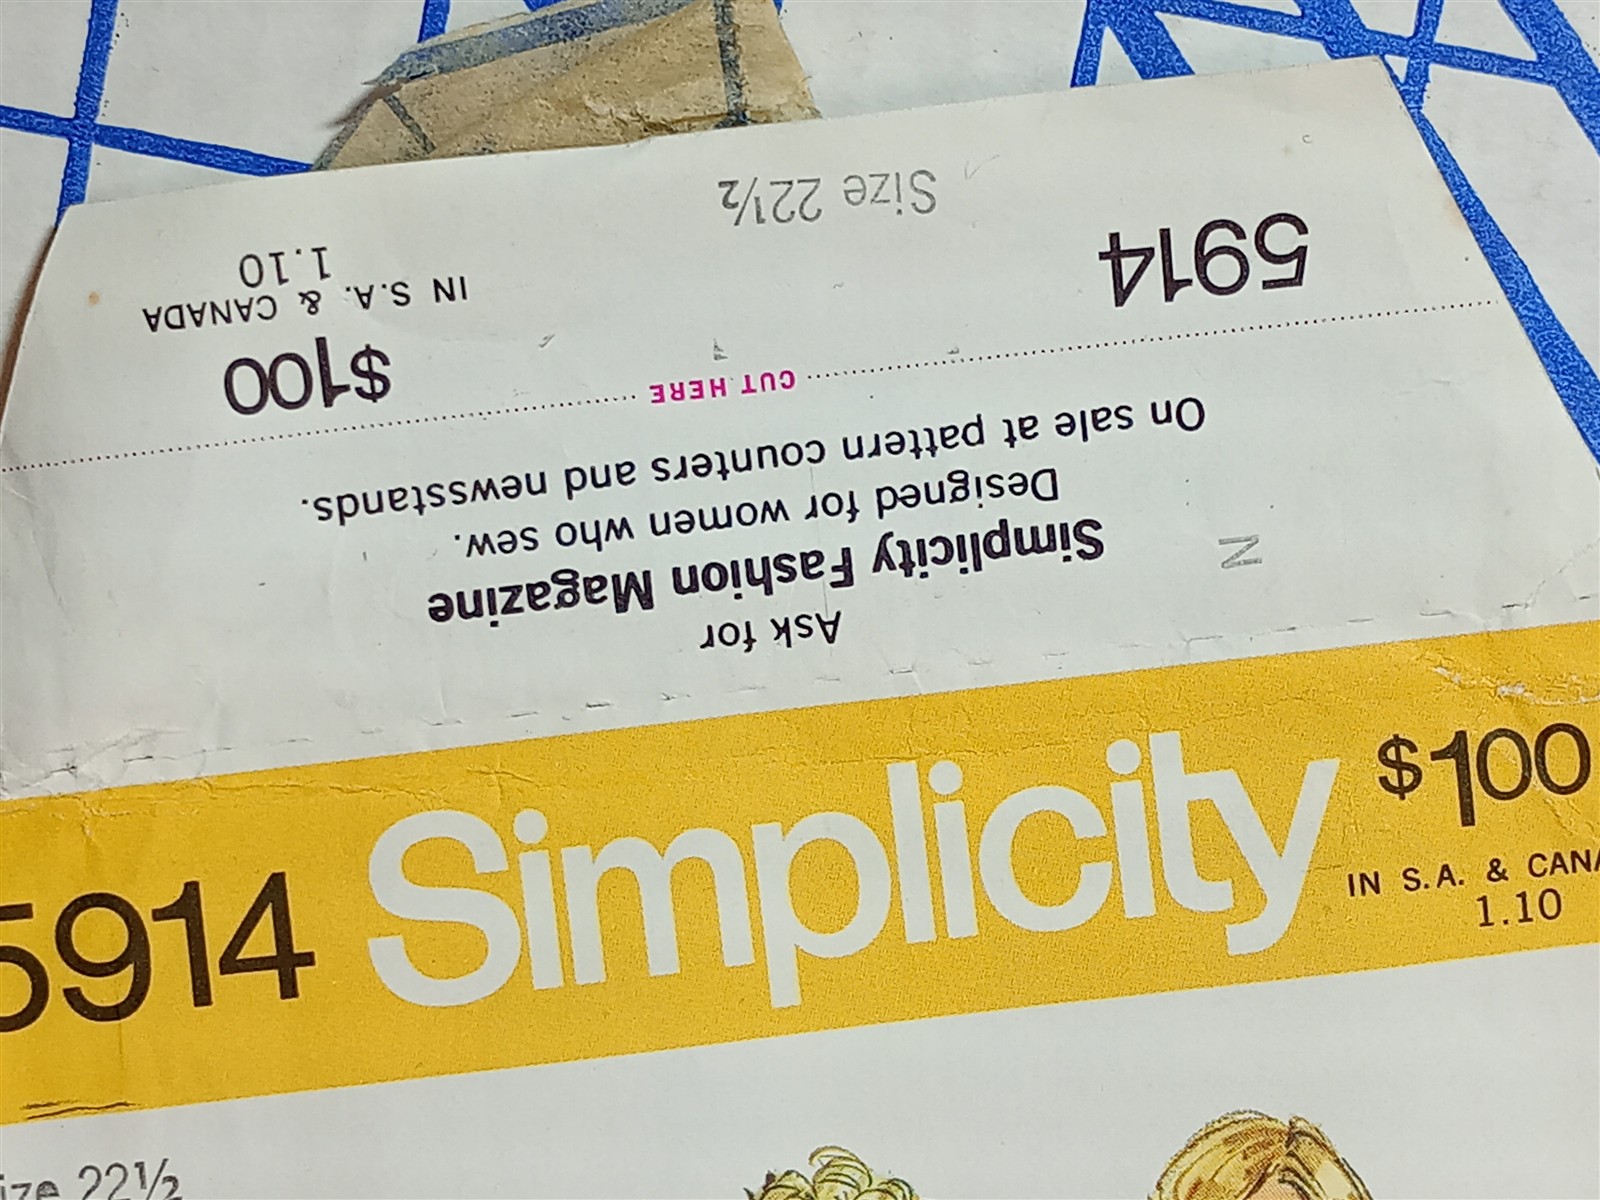 Size 22½
5914
IN S.A. & CANADA
1.10
$100
CUT HERE
On sale at pattern counters and newsstands.
Designed for women who sew.
Simplicity Fashion Magazine
Ask for
N
5914
Simplicity
$100
IN S.A. & CANA
1.10
ize 22½